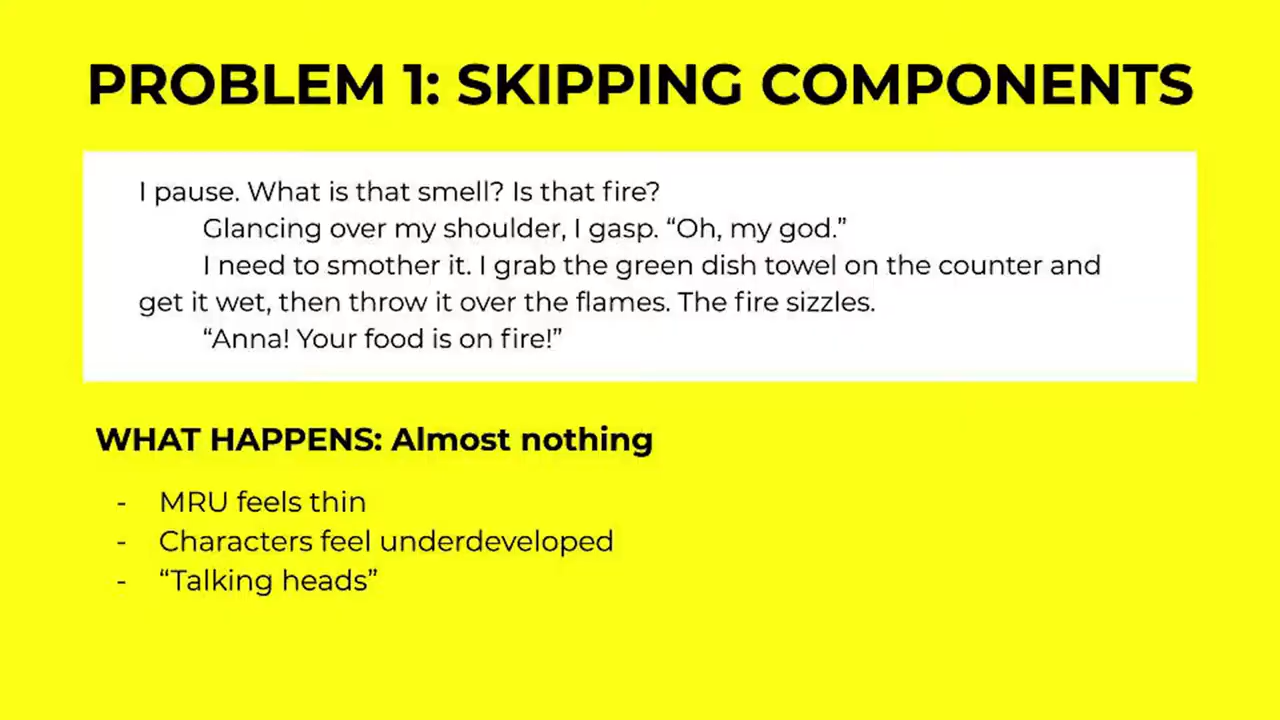 PROBLEM 1: SKIPPING COMPONENTS
I pause. What is that smell? Is that fire?
Glancing over my shoulder, I gasp. “Oh, my god.”
I need to smother it. I grab the green dish towel on the counter and
get it wet, then throw it over the flames. The fire sizzles.
“Anna! Your food is on fire!”
WHAT HAPPENS: Almost nothing
- MRU feels thin
- Characters feel underdeveloped
- “Talking heads”